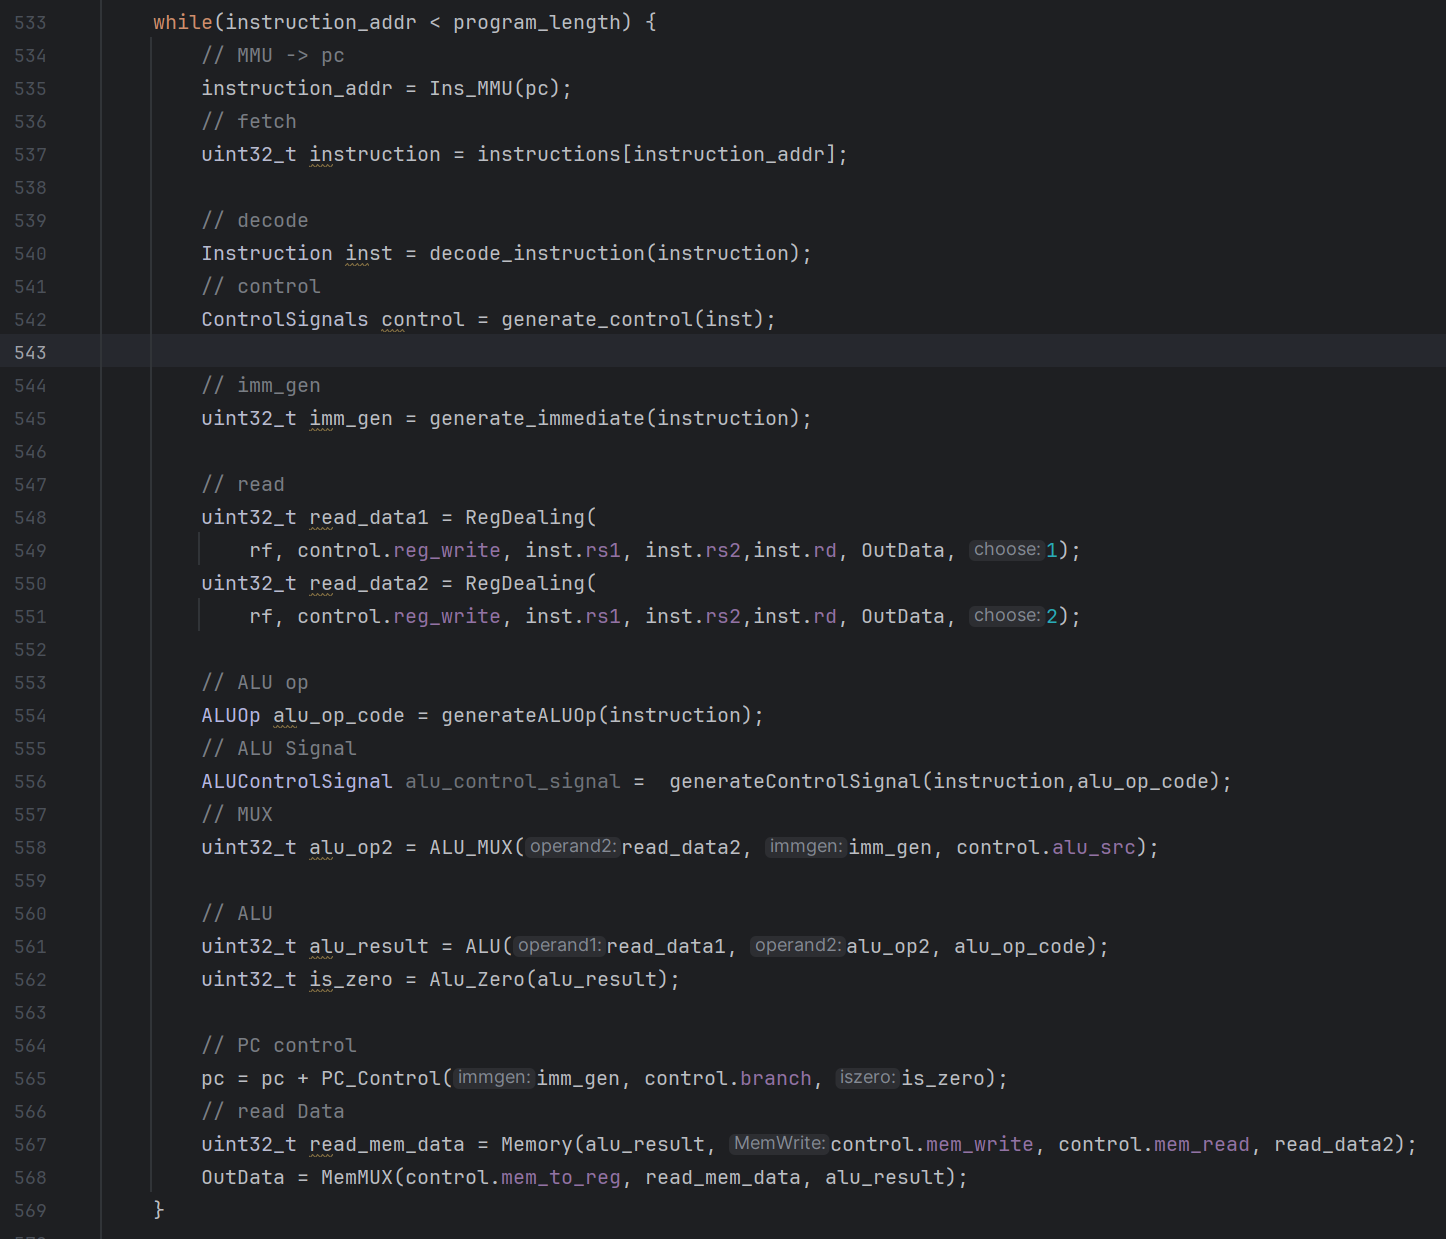 533 while(instruction_addr < program_length) {
534 // MMU -> pc
535 instruction_addr = Ins_MMU(pc);
536 // fetch
537 uint32_t instruction = instructions[instruction_addr];
538
539 // decode
540 Instruction inst = decode_instruction(instruction);
541 // control
542 ControlSignals control = generate_control(inst);
543
544 // imm_gen
545 uint32_t imm_gen = generate_immediate(instruction);
546
547 // read
548 uint32_t read_data1 = RegDealing(
549 rf, control.reg_write, inst.rs1, inst.rs2,inst.rd, OutData, choose:1);
550 uint32_t read_data2 = RegDealing(
551 rf, control.reg_write, inst.rs1, inst.rs2,inst.rd, OutData, choose:2);
552
553 // ALU op
554 ALUOp alu_op_code = generateALUOp(instruction);
555 // ALU Signal
556 ALUControlSignal alu_control_signal =  generateControlSignal(instruction,alu_op_code);
557 // MUX
558 uint32_t alu_op2 = ALU_MUX(operand2:read_data2, immgen:imm_gen, control.alu_src);
559
560 // ALU
561 uint32_t alu_result = ALU(operand1:read_data1, operand2:alu_op2, alu_op_code);
562 uint32_t is_zero = Alu_Zero(alu_result);
563
564 // PC control
565 pc = pc + PC_Control(immgen:imm_gen, control.branch, iszero:is_zero);
566 // read Data
567 uint32_t read_mem_data = Memory(alu_result, MemWrite:control.mem_write, control.mem_read, read_data2);
568 OutData = MemMUX(control.mem_to_reg, read_mem_data, alu_result);
569 }